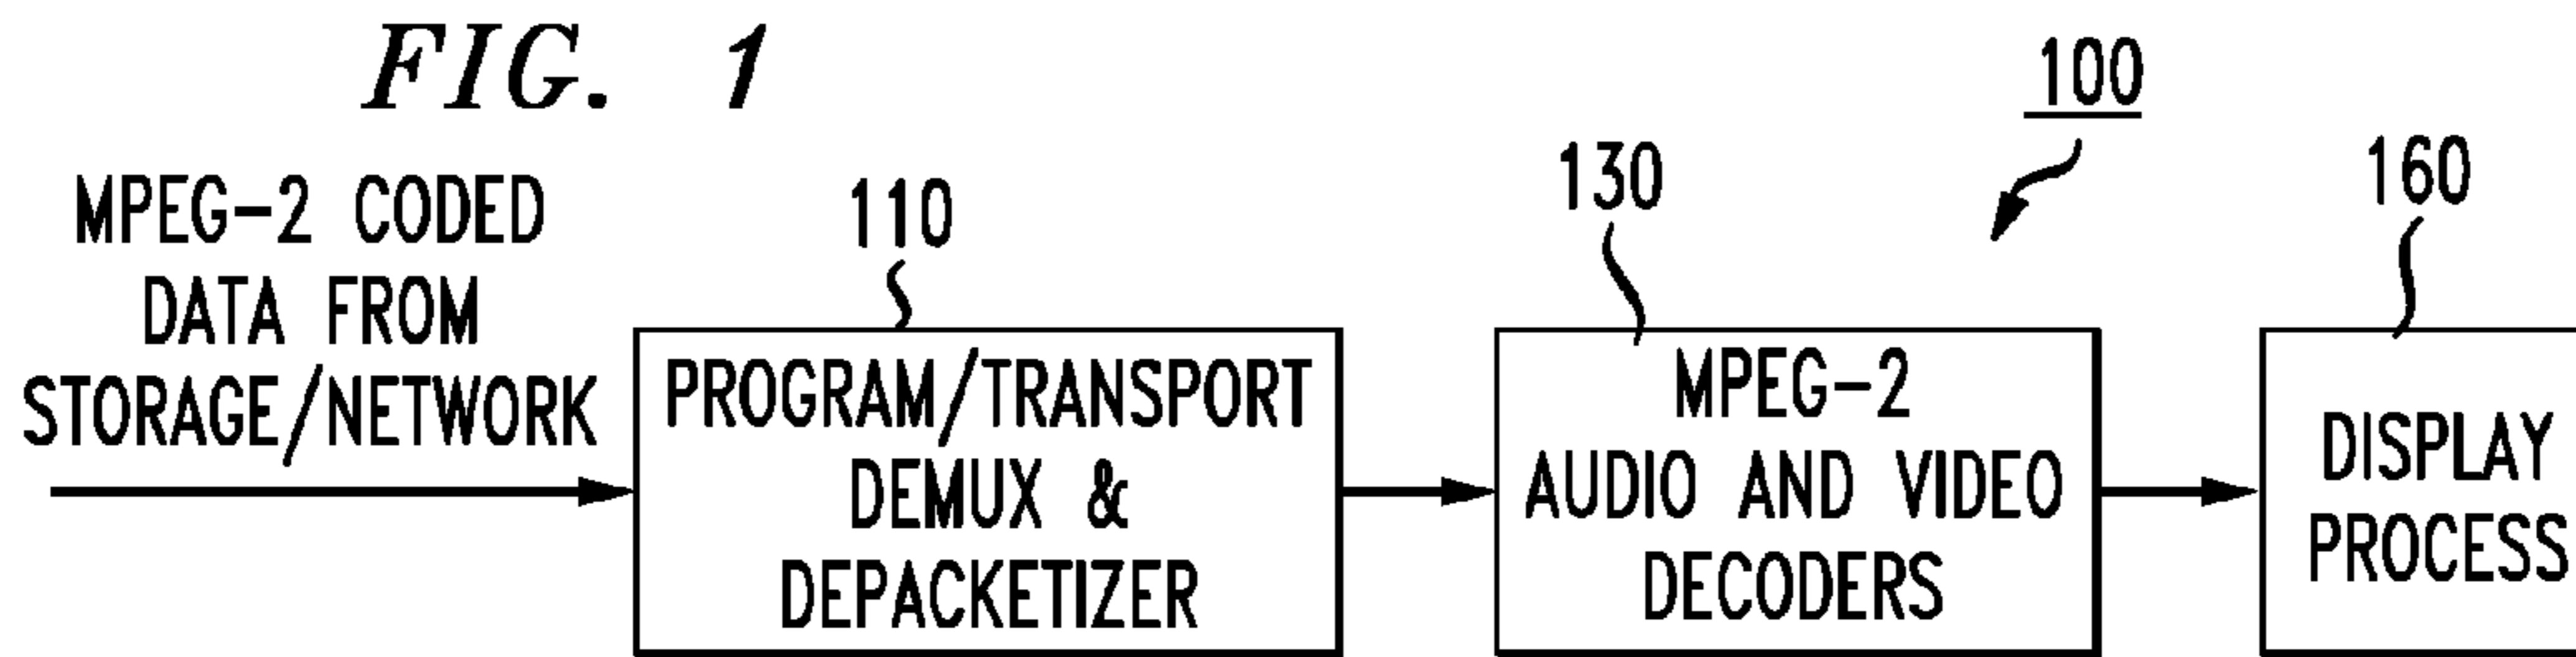 FIG. 1
100
MPEG-2 CODED
DATA FROM
STORAGE/NETWORK
110
PROGRAM/TRANSPORT
DEMUX &
DEPACKETIZER
130
MPEG-2
AUDIO AND VIDEO
DECODERS
160
DISPLAY
PROCESS